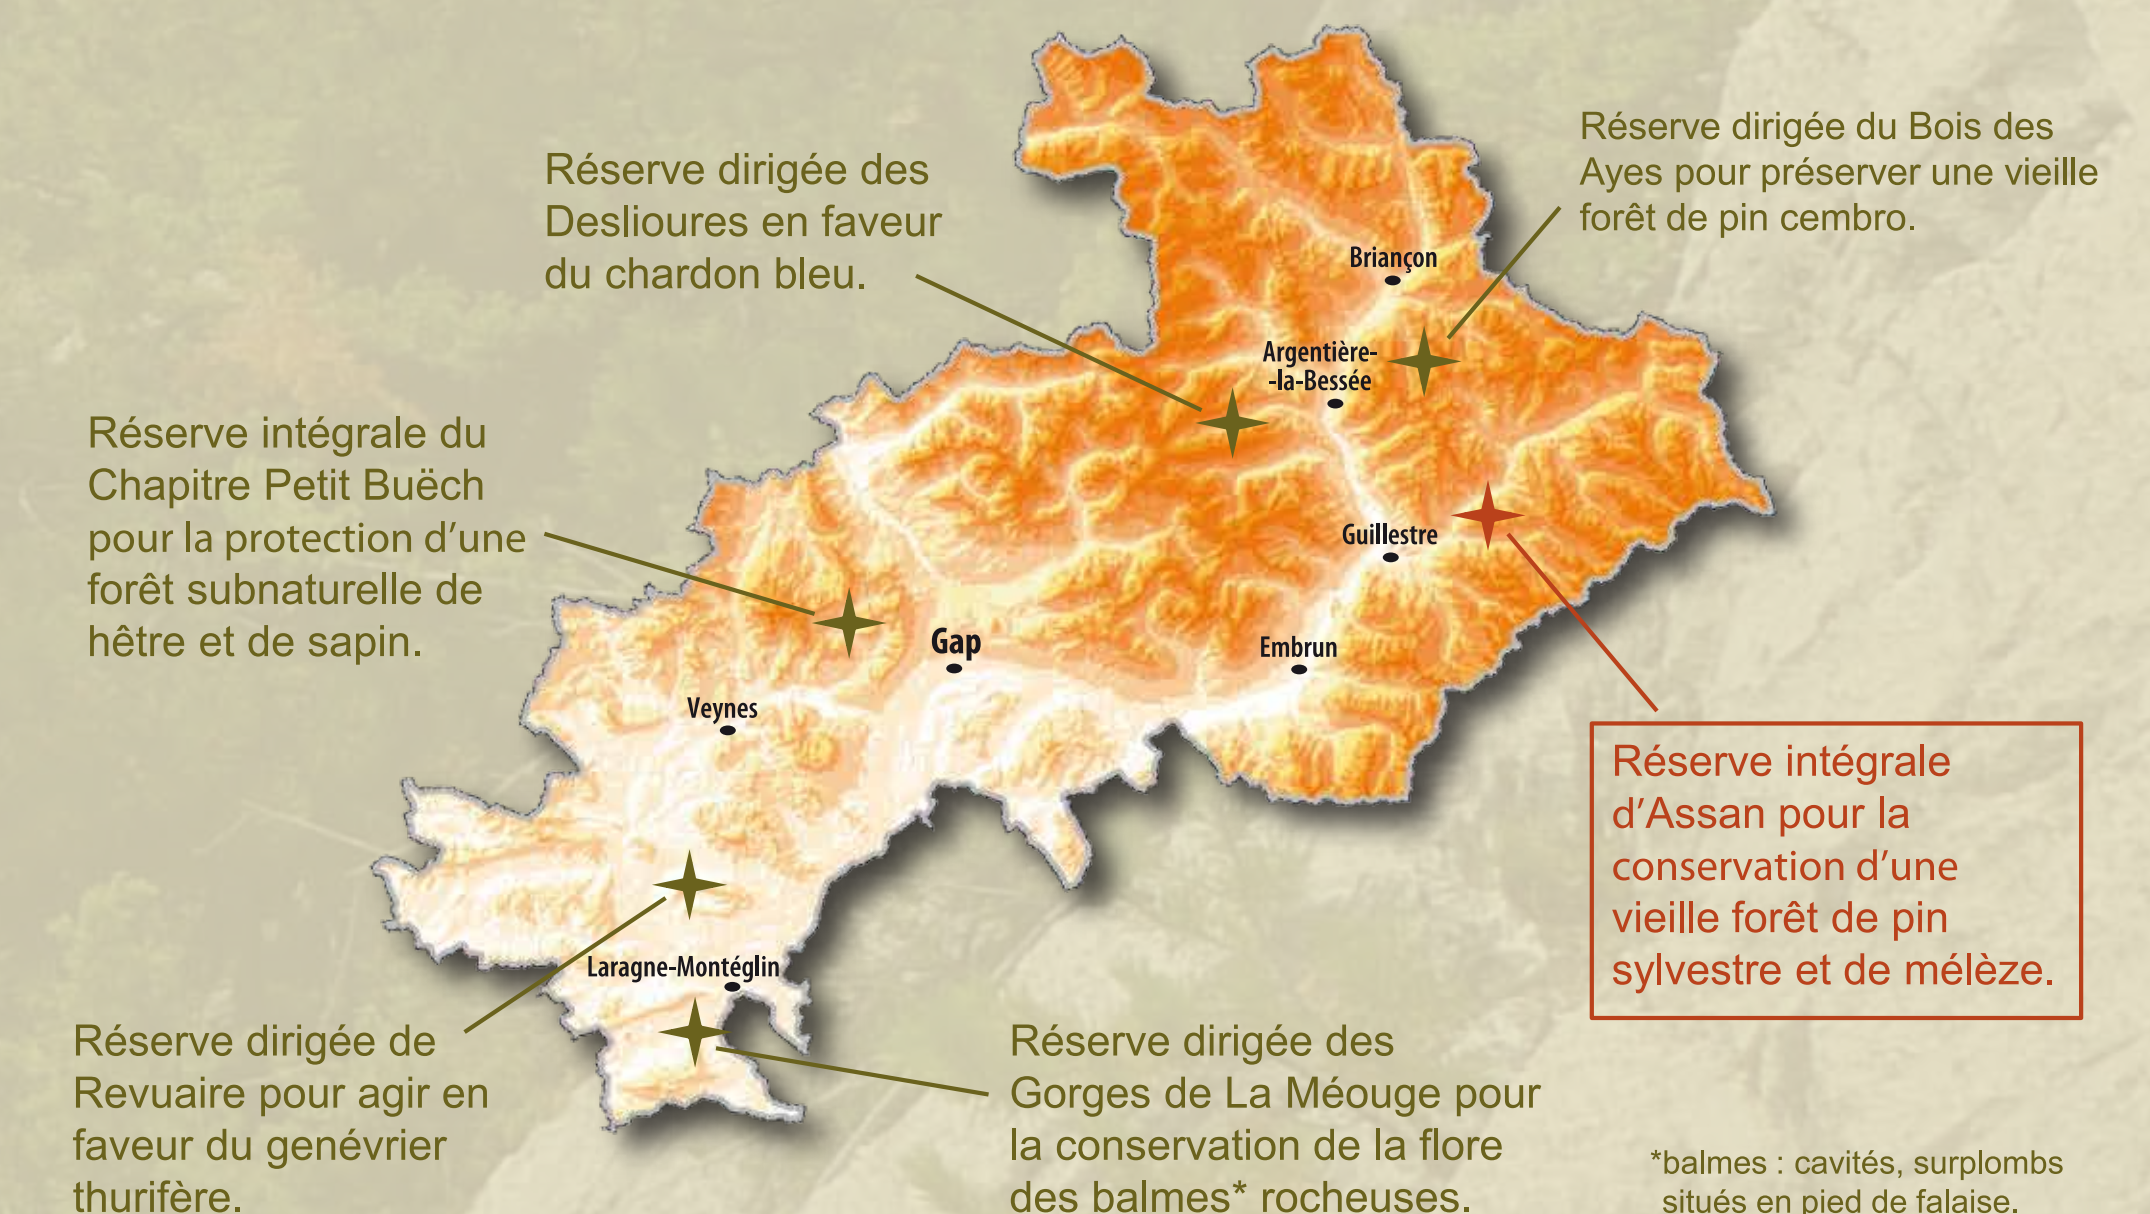 Réserve dirigée du Bois des
Ayes pour préserver une vieille
forêt de pin cembro.
Réserve dirigée des
Deslioures en faveur
du chardon bleu.
Briançon
Argentière-
-la-Bessée
Réserve intégrale du
Chapitre Petit Buëch
pour la protection d'une
forêt subnaturelle de
hêtre et de sapin.
Guillestre
Gap
Embrun
Veynes
Réserve intégrale
d'Assan pour la
conservation d'une
vieille forêt de pin
sylvestre et de mélèze.
Laragne-Montéglin
Réserve dirigée de
Revuaire pour agir en
faveur du genévrier
thurifère.
Réserve dirigée des
Gorges de La Méouge pour
la conservation de la flore
des balmes* rocheuses.
*balmes : cavités, surplombs
situés en pied de falaise.